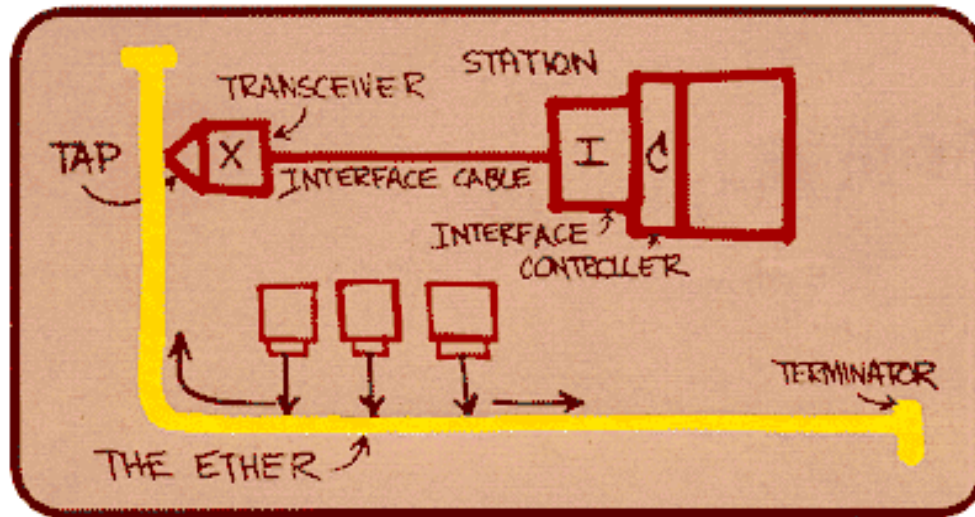 STATION
TRANSCEIVER
TAP
X
I
C
INTERFACE CABLE
INTERFACE
CONTROLLER
TERMINATOR
THE ETHER